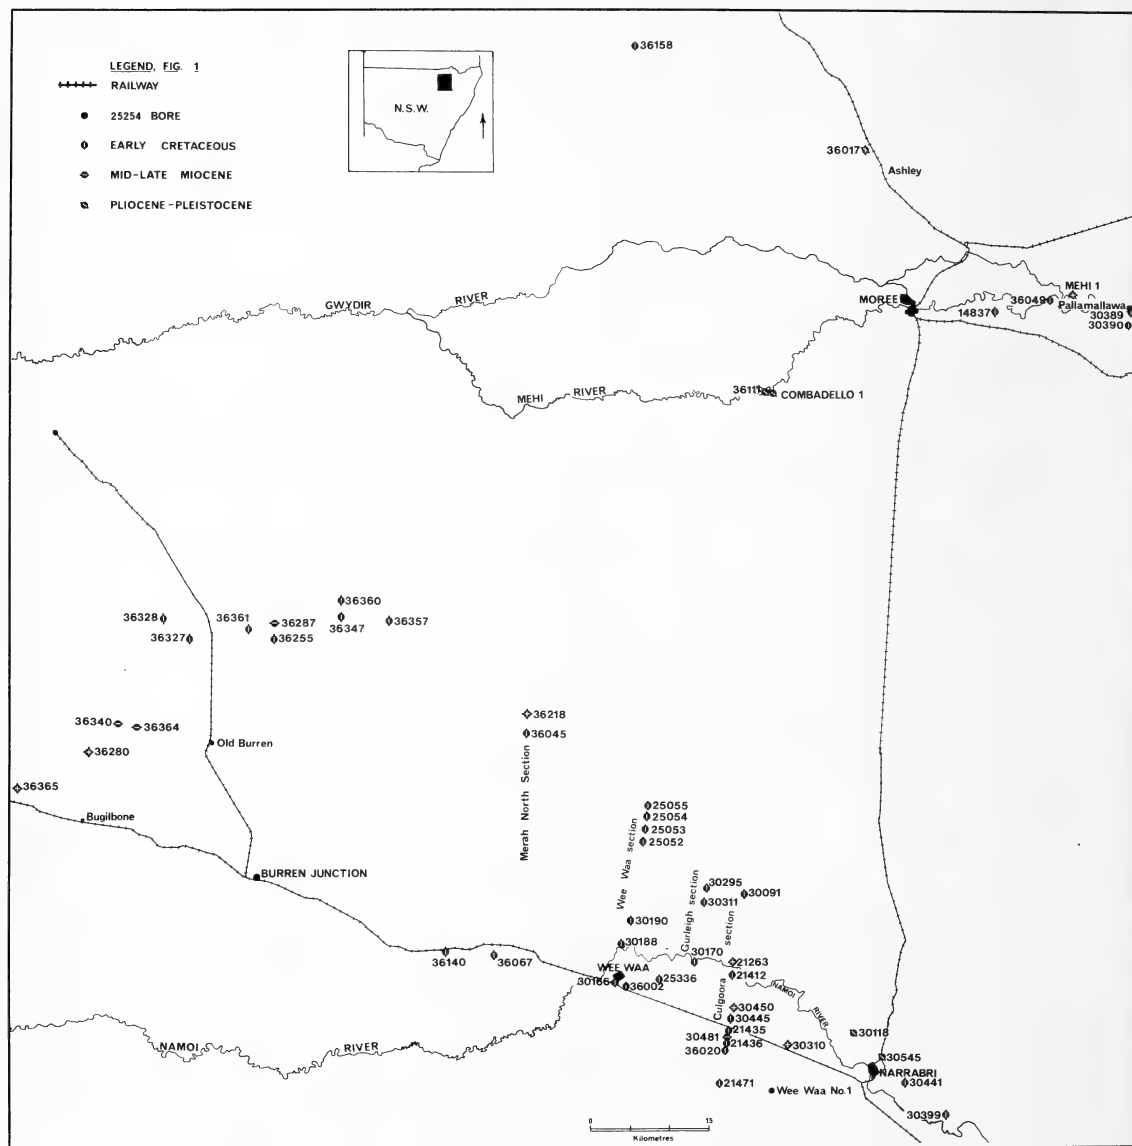 LEGEND, FIG. 1
RAILWAY
25254 BORE
EARLY CRETACEOUS
MID-LATE MIOCENE
PLIOCENE-PLEISTOCENE
N.S.W.
36158
36017
Ashley
GWYDIR RIVER
MOREE
MEHI 1
36049
Pallamallawa
14837
30389
30390
MEHI RIVER
36111
COMBADELLO 1
36360
36328
36361
36287
36347
36357
36327
36255
36340
36364
36280
Old Burren
36365
Bugilbone
BURREN JUNCTION
36218
36045
Merah North Section
25055
25054
25053
25052
Wee Waa section
30295
30091
30311
Gurleigh section
30190
30188
30170
section
21263
21412
36140
36067
WEE WAA
30166
36002
25336
Culgoora
NAMOI RIVER
30450
30445
21435
30481
21436
36020
30310
30118
30545
NARRABRI
30441
21471
Wee Waa No.1
30399
NAMOI RIVER
0 15
Kilometres